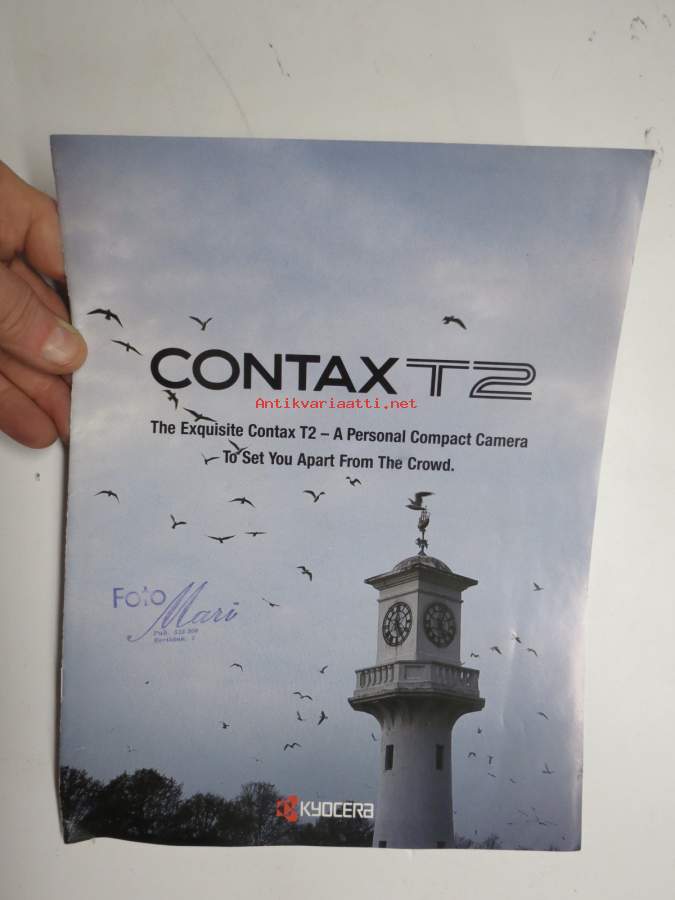 CONTAX T2
Antikvariaatti.net
The Exquisite Contax T2 – A Personal Compact Camera
To Set You Apart From The Crowd.
Foto Mari
Puh.
KYOCERA